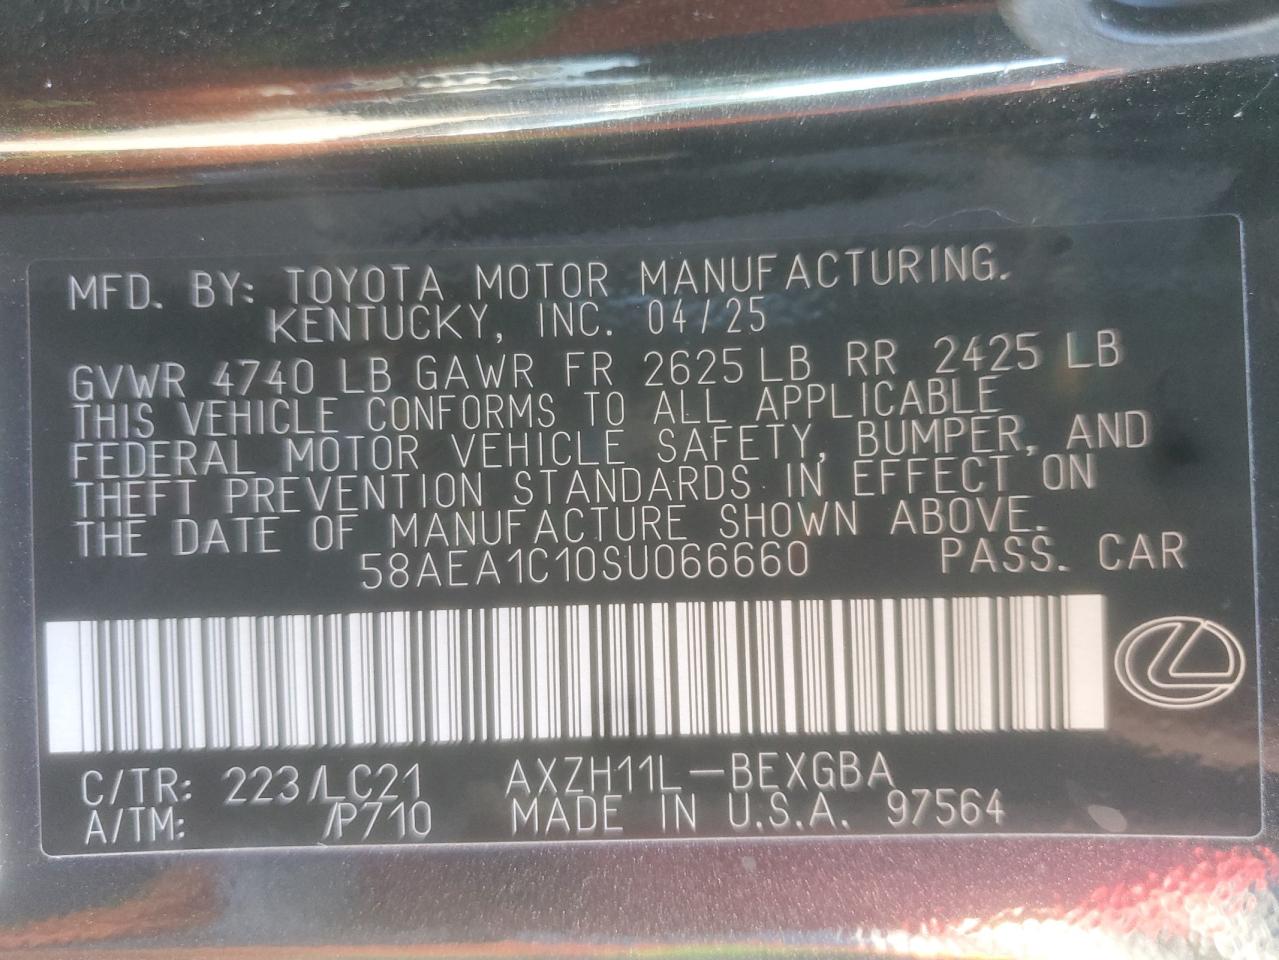 MFD. BY: TOYOTA MOTOR MANUFACTURING.
KENTUCKY, INC. 04/25
GVWR 4740 LB GAWR FR 2625 LB RR 2425 LB
THIS VEHICLE CONFORMS TO ALL APPLICABLE
FEDERAL MOTOR VEHICLE SAFETY, BUMPER, AND
THEFT PREVENTION STANDARDS IN EFFECT ON
THE DATE OF MANUFACTURE SHOWN ABOVE.
58AEA1C10SU066660 PASS. CAR
C/TR: 223/LC21 AXZH11L-BEXGBA
A/TM: /P710 MADE IN U.S.A. 97564